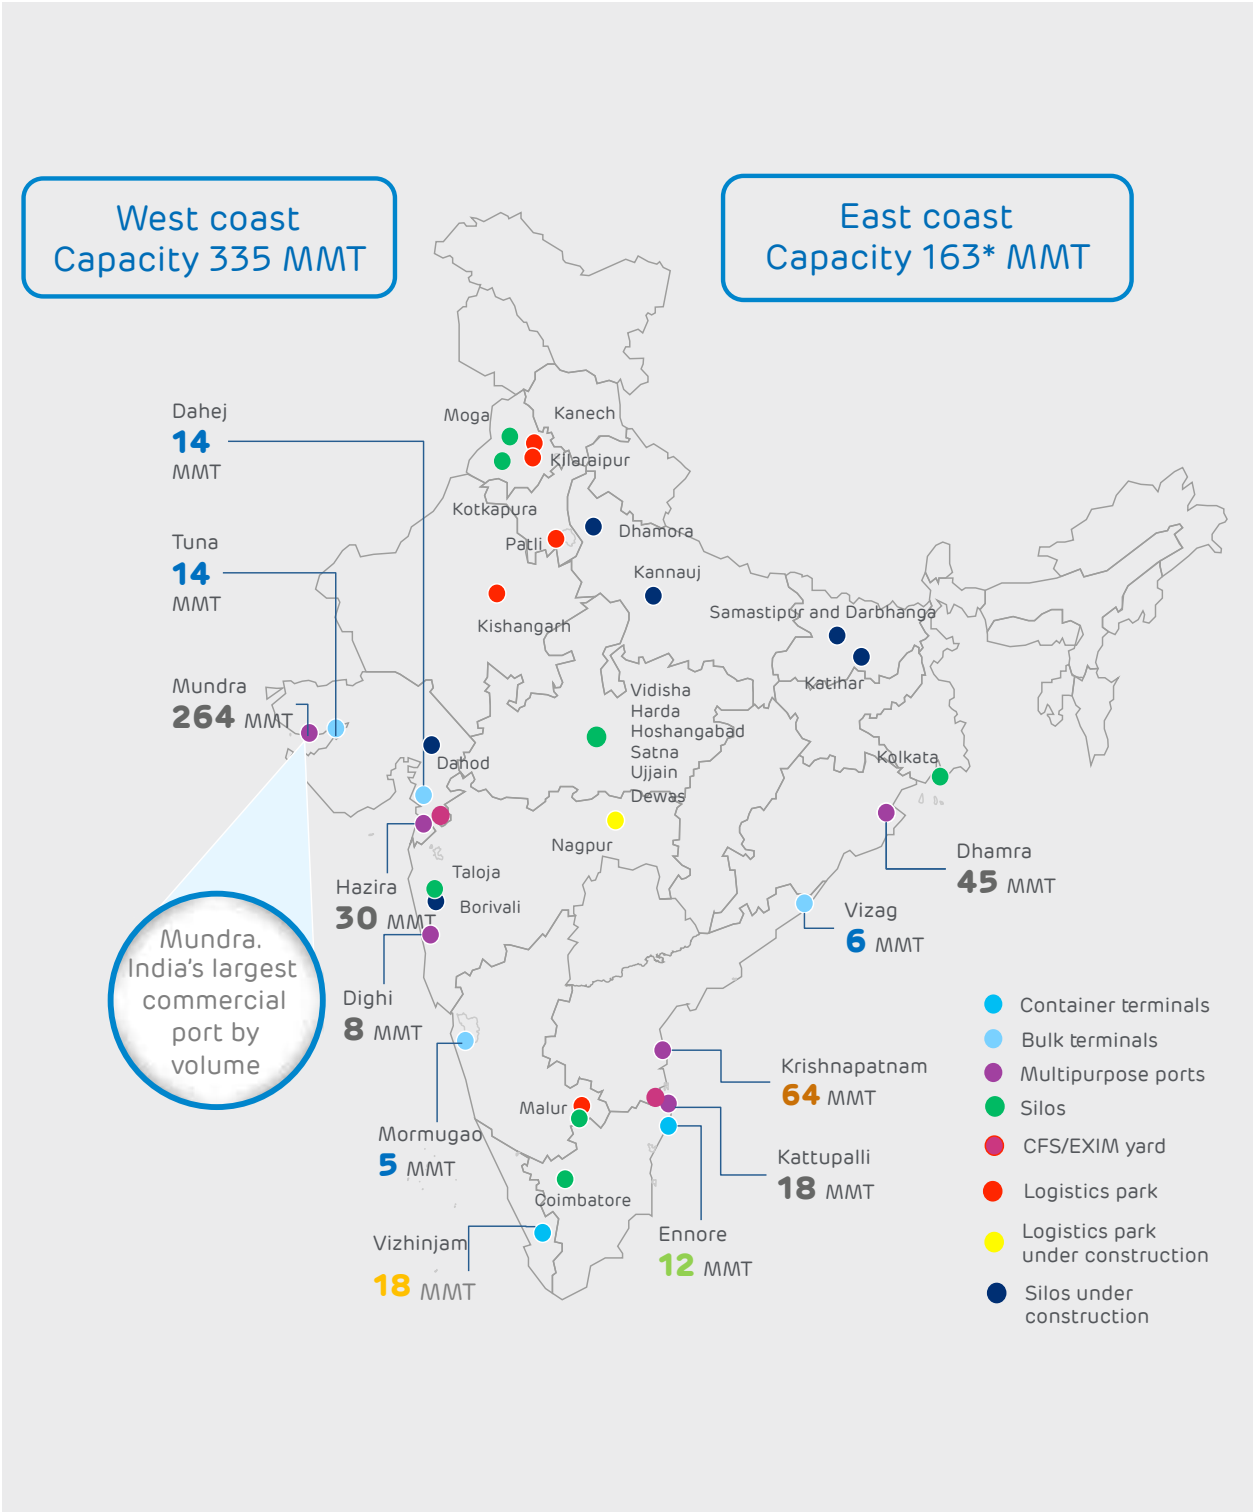 West coast
Capacity 335 MMT
East coast
Capacity 163* MMT
Dahej
14
MMT
Tuna
14
MMT
Mundra
264 MMT
Moga
Kanech
Kilaraipur
Kotkapura
Patli
Dhamora
Kishangarh
Kannauj
Samastipur and Darbhanga
Katihar
Vidisha
Harda
Hoshangabad
Satna
Ujjain
Dewas
Dahod
Kolkata
Nagpur
Hazira
30 MMT
Taloja
Borivali
Dhamra
45 MMT
Vizag
6 MMT
Mundra.
India's largest
commercial
port by
volume
Dighi
8 MMT
Mormugao
5 MMT
Malur
Krishnapatnam
64 MMT
Kattupalli
18 MMT
Coimbatore
Ennore
12 MMT
Vizhinjam
18 MMT
Container terminals
Bulk terminals
Multipurpose ports
Silos
CFS/EXIM yard
Logistics park
Logistics park
under construction
Silos under
construction